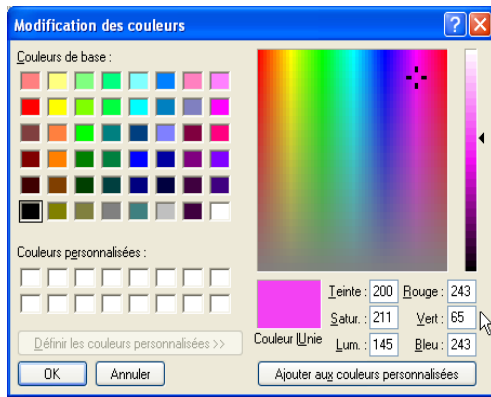 Modification des couleurs
Couleurs de base :
Couleurs personnalisées :
Définir les couleurs personnalisées >>
OK Annuler
Couleur|Unie
Teinte : 200 Rouge : 243
Satur. : 211 Vert : 65
Lum. : 145 Bleu : 243
Ajouter aux couleurs personnalisées